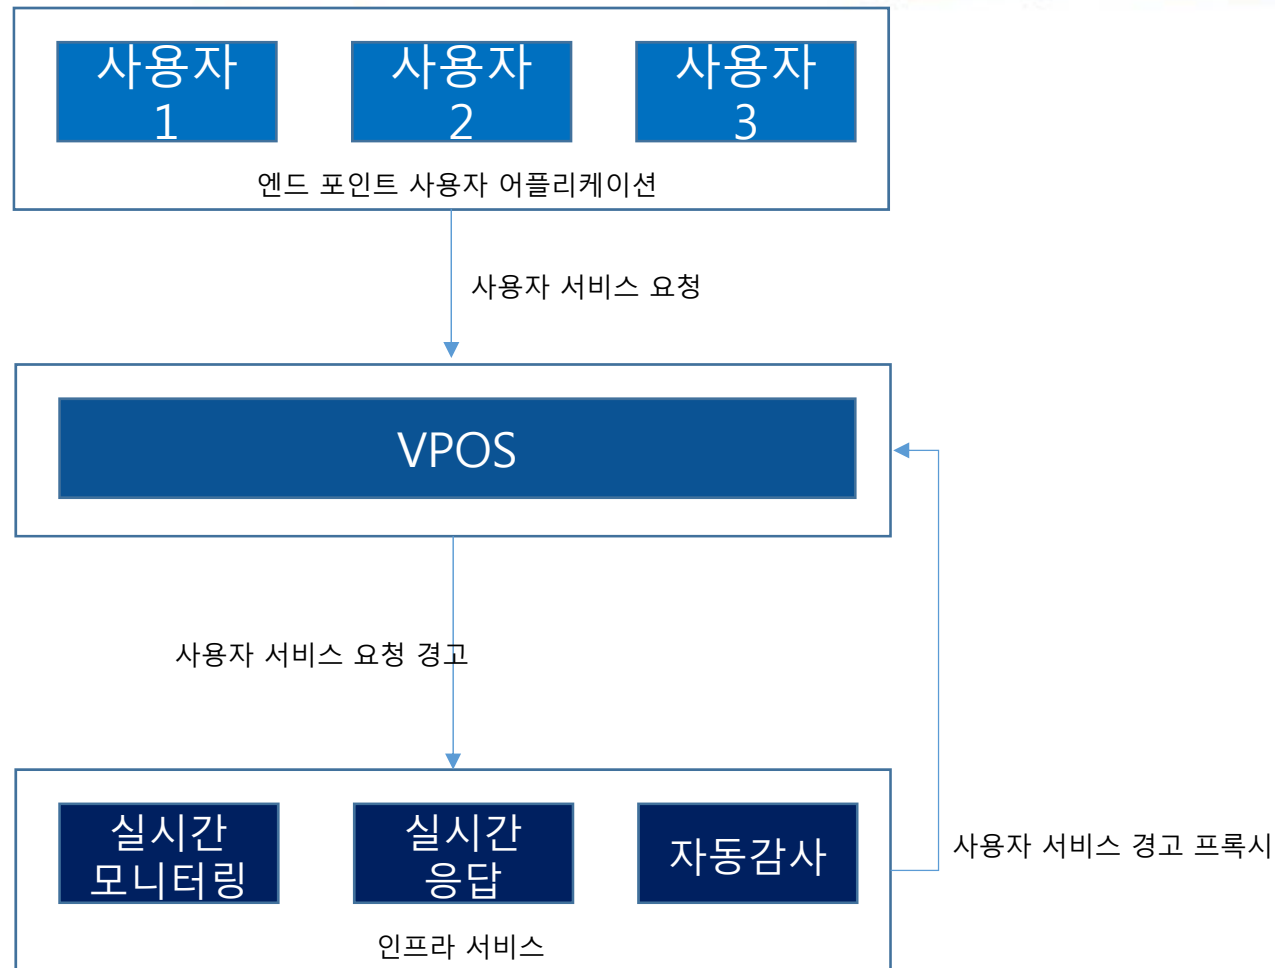 사용자
1
사용자
2
사용자
3
엔드 포인트 사용자 어플리케이션
사용자 서비스 요청
VPOS
사용자 서비스 요청 경고
실시간
모니터링
실시간
응답
자동감사
사용자 서비스 경고 프록시
인프라 서비스